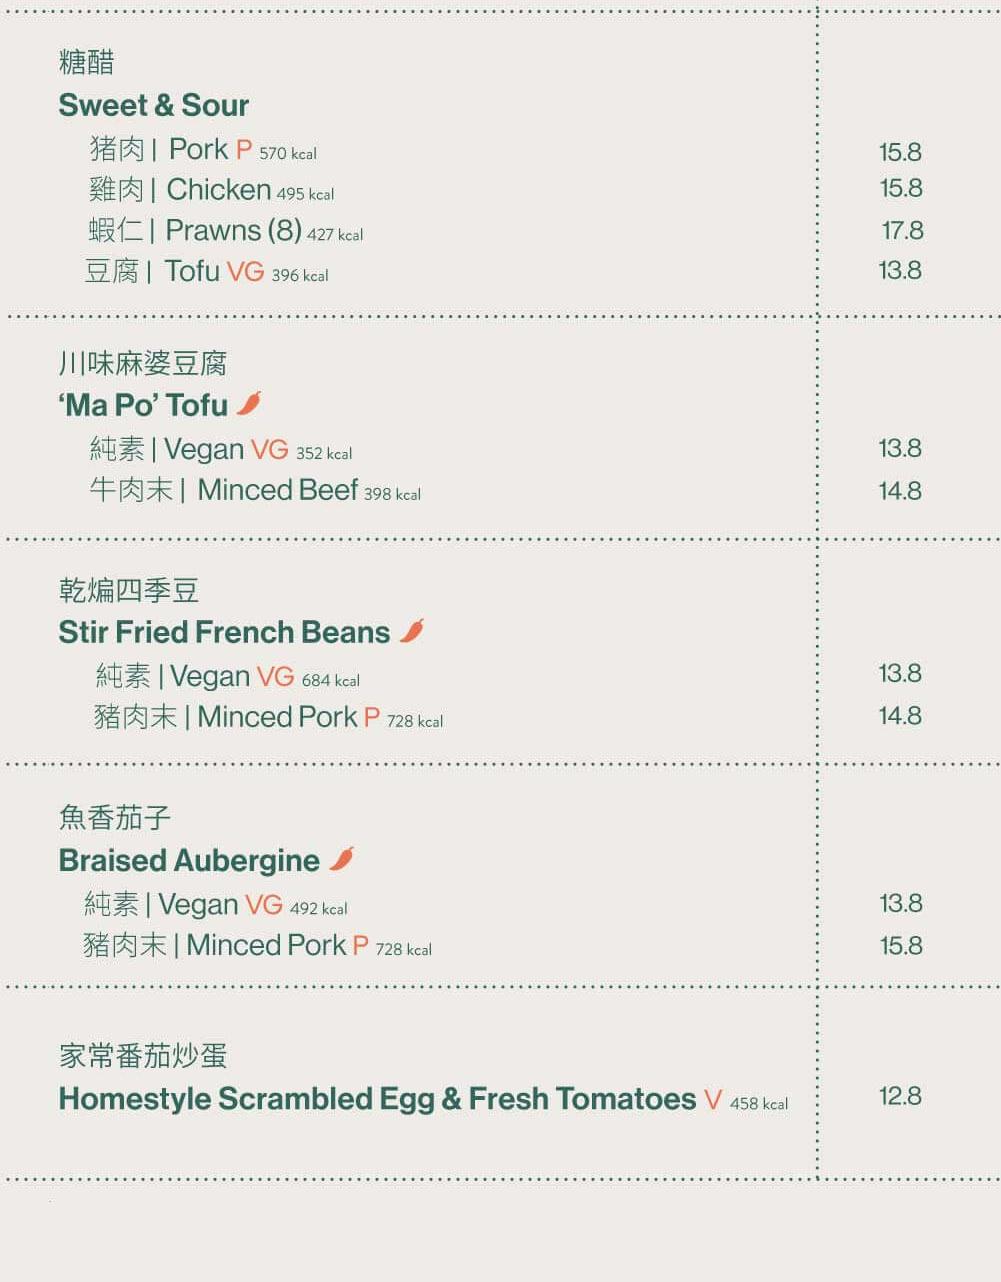 糖醋
Sweet & Sour
猪肉 | Pork P 570 kcal 15.8
雞肉 | Chicken 495 kcal 15.8
蝦仁 | Prawns (8) 427 kcal 17.8
豆腐 | Tofu VG 396 kcal 13.8
川味麻婆豆腐
‘Ma Po’ Tofu
純素 | Vegan VG 352 kcal 13.8
牛肉末 | Minced Beef 398 kcal 14.8
乾煸四季豆
Stir Fried French Beans
純素 | Vegan VG 684 kcal 13.8
豬肉末 | Minced Pork P 728 kcal 14.8
魚香茄子
Braised Aubergine
純素 | Vegan VG 492 kcal 13.8
豬肉末 | Minced Pork P 728 kcal 15.8
家常番茄炒蛋
Homestyle Scrambled Egg & Fresh Tomatoes V 458 kcal 12.8